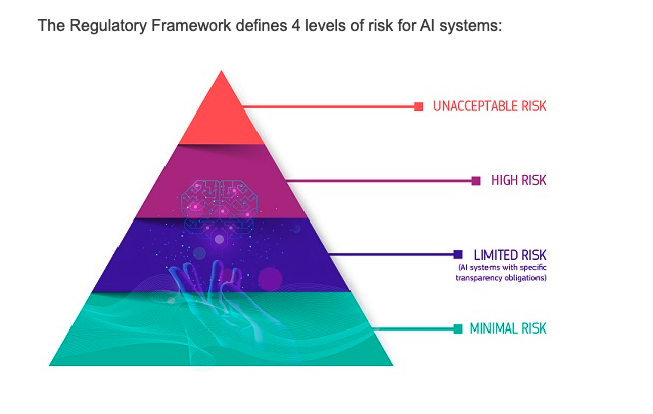 The Regulatory Framework defines 4 levels of risk for AI systems:
UNACCEPTABLE RISK
HIGH RISK
LIMITED RISK
(AI systems with specific
transparency obligations)
MINIMAL RISK